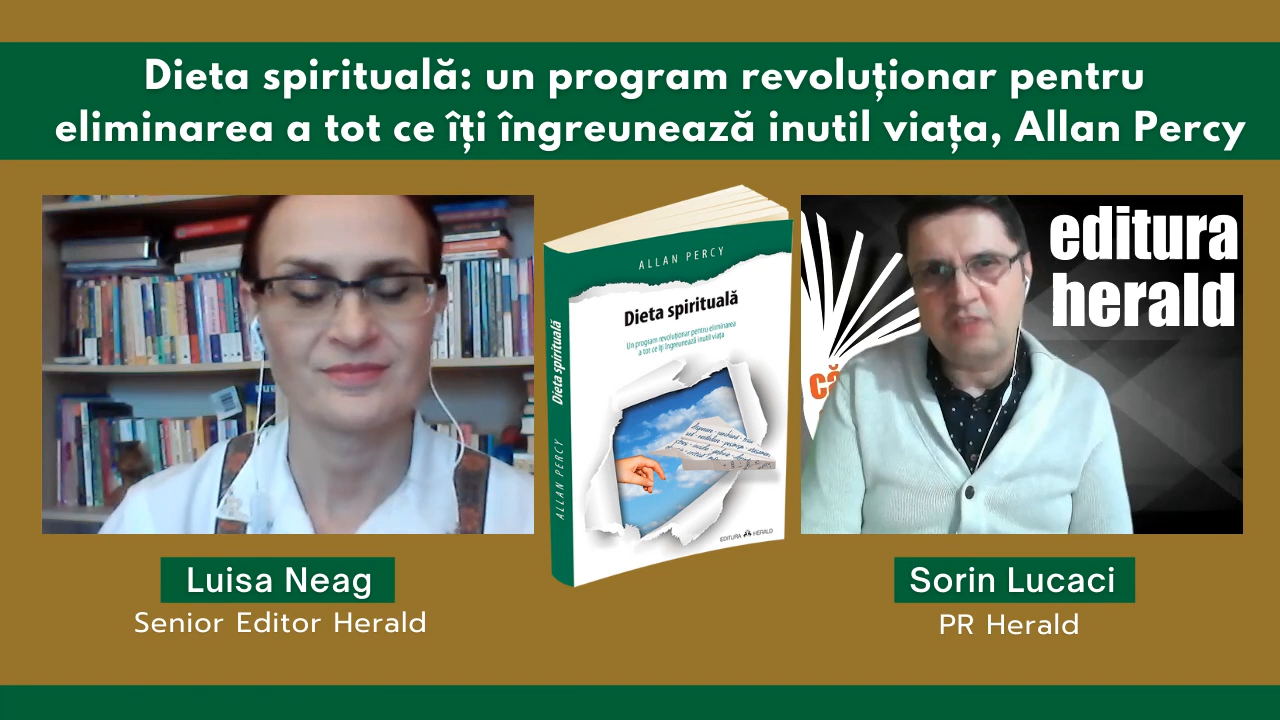 Dieta spirituală: un program revoluționar pentru
eliminarea a tot ce îți îngreunează inutil viața, Allan Percy
ALLAN PERCY
Dieta spirituală
Un program revoluționar pentru eliminarea
a tot ce îți îngreunează inutil viața
EDITURA HERALD
ALLAN PERCY Dieta spirituală
editura
herald
că
Luisa Neag
Senior Editor Herald
Sorin Lucaci
PR Herald